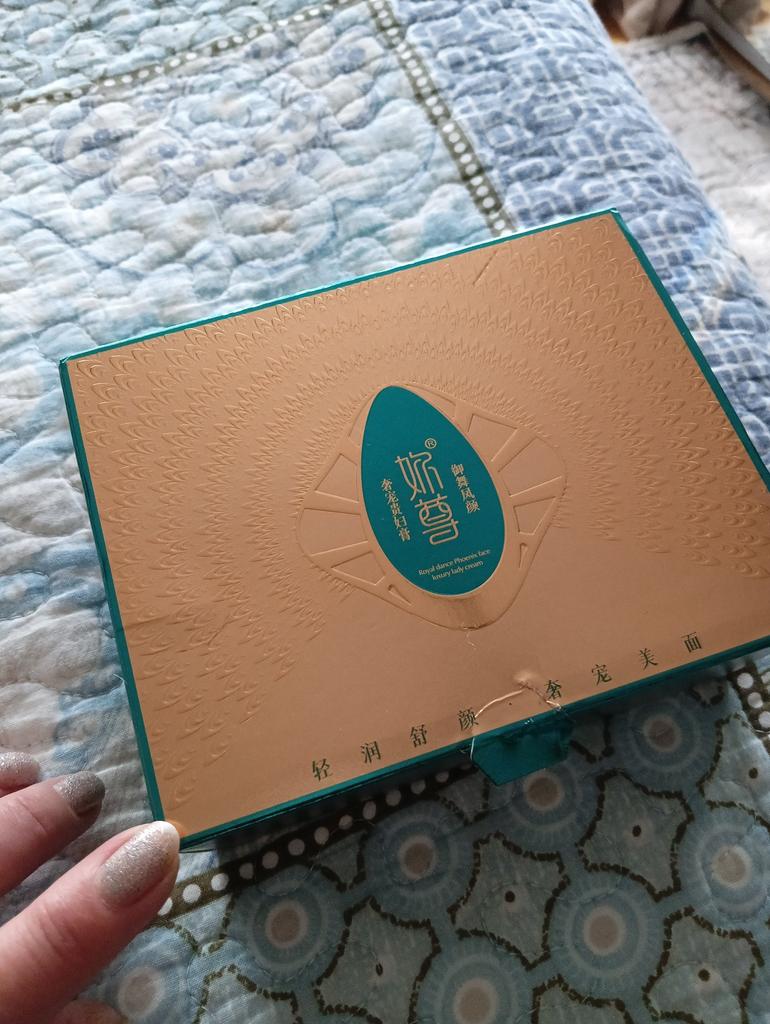 妳尊®
御舞凤颜
奢宠贵妇膏
Royal dance Phoenix face
luxury lady cream
轻润舒颜 · 奢宠美面